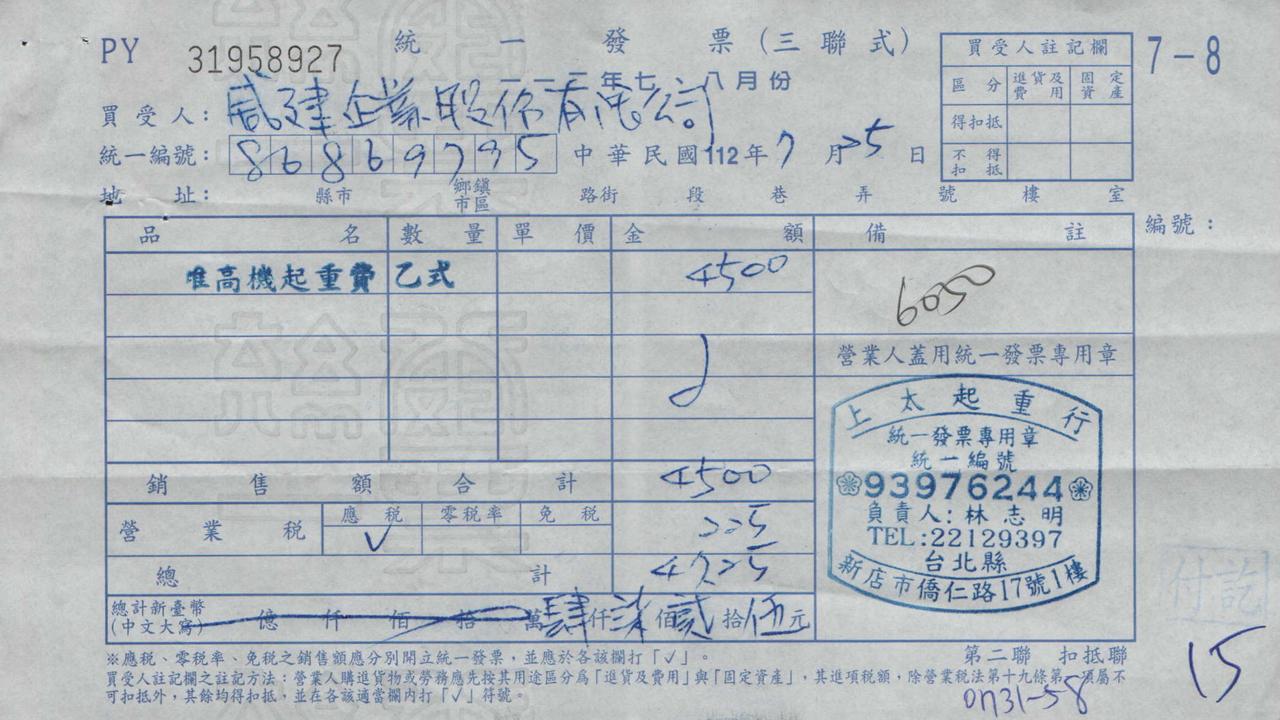 PY 31958927 統一發票(三聯式) 7-8
一一二年七、八月份
買受人: 威建企業股份有限公司
統一編號: 86869795 中華民國112年7月25日
地址: 縣市 鄉鎮市區 路街 段 巷 弄 號 樓 室
買受人註記欄
區分 進貨及費用 固定資產
得扣抵
不得扣抵
編號:
品名 數量 單價 金額 備註
堆高機起重費 乙式 4500 6050
營業人蓋用統一發票專用章
銷售額合計 4500
營業稅 應稅 ✓ 零稅率 免稅 225
總計 4725
總計新臺幣(中文大寫) 億 仟 佰 拾 萬 肆 仟 柒 佰 貳 拾 伍 元
上太起重行
統一發票專用章
統一編號
93976244
負責人:林志明
TEL:22129397
台北縣
新店市僑仁路17號1樓
付訖
15
※應稅、零稅率、免稅之銷售額應分別開立統一發票,並應於各該欄打「✓」。
第二聯 扣抵聯
買受人註記欄之註記方法:營業人購進貨物或勞務應先按其用途區分為「進貨及費用」與「固定資產」,其進項稅額,除營業稅法第十九條第一項屬不
可扣抵外,其餘均得扣抵,並在各該適當欄內打「✓」符號。
0731-58